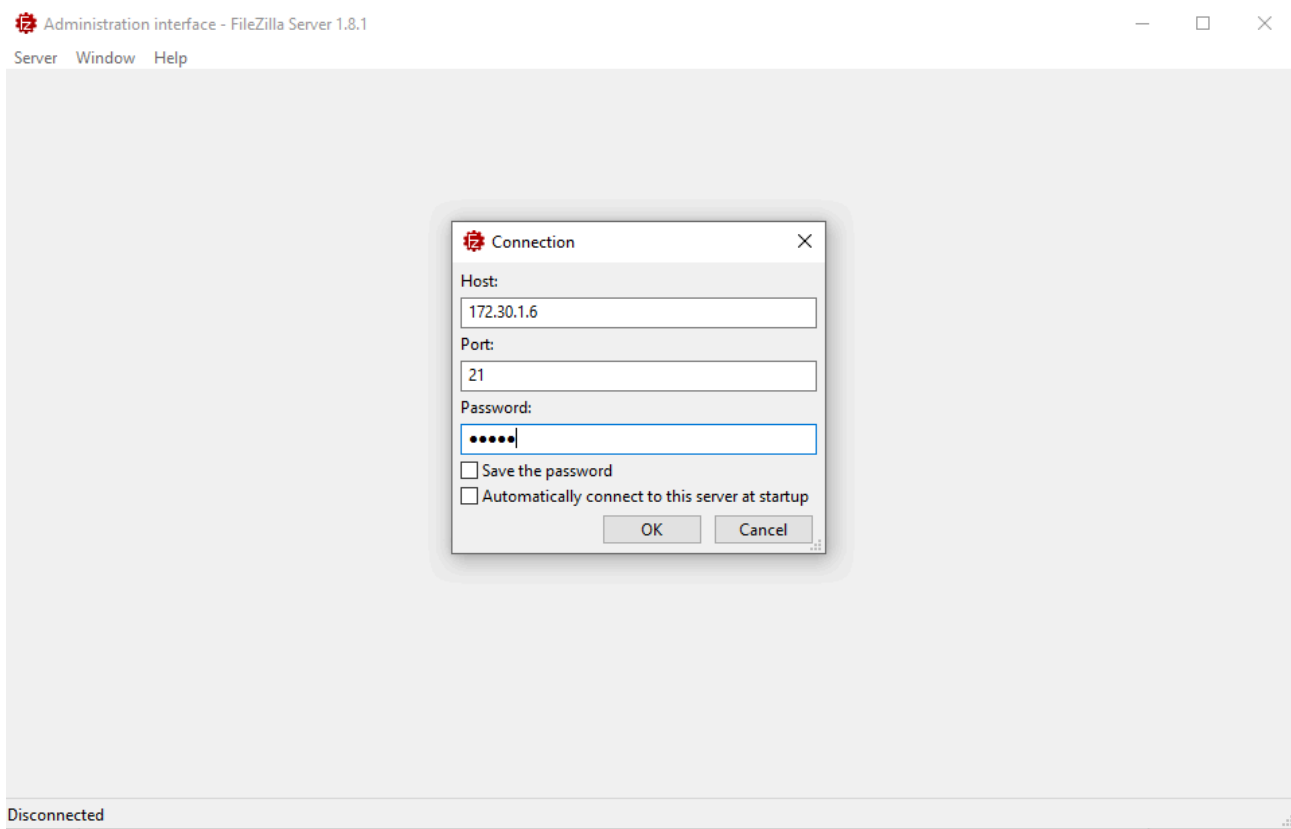 Administration interface - FileZilla Server 1.8.1
Server Window Help
Connection
Host:
172.30.1.6
Port:
21
Password:
•••••
Save the password
Automatically connect to this server at startup
OK Cancel
Disconnected